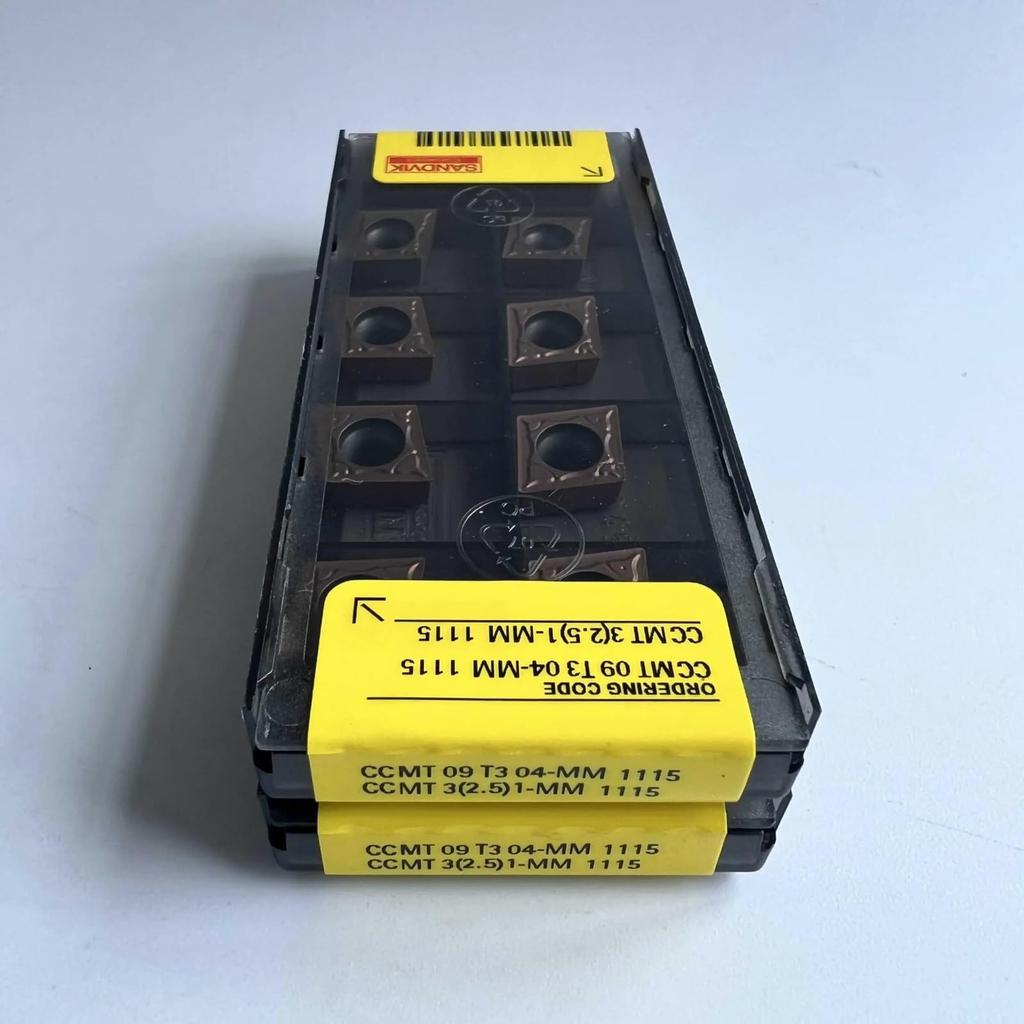 SANDVIK
ORDERING CODE
CCMT 09 T3 04-MM 1115
CCMT 3(2.5)1-MM 1115
CCMT 09 T3 04-MM 1115
CCMT 3(2.5)1-MM 1115
CCMT 09 T3 04-MM 1115
CCMT 3(2.5)1-MM 1115